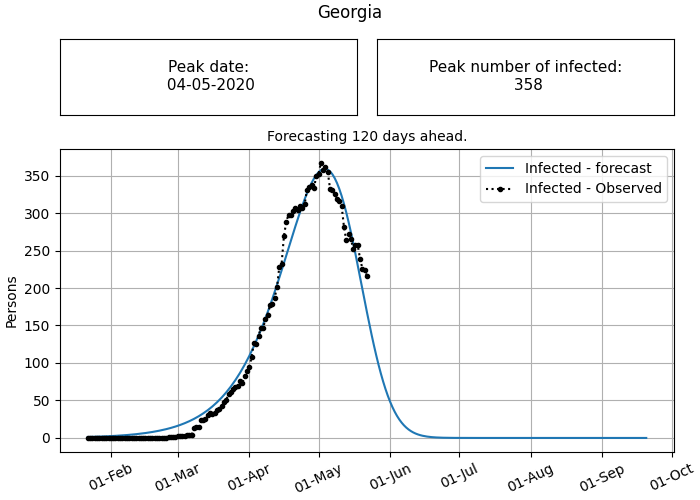 Georgia
Peak date:
04-05-2020
Peak number of infected:
358
Forecasting 120 days ahead.
Infected - forecast
Infected - Observed
Persons
350
300
250
200
150
100
50
0
01-Feb
01-Mar
01-Apr
01-May
01-Jun
01-Jul
01-Aug
01-Sep
01-Oct